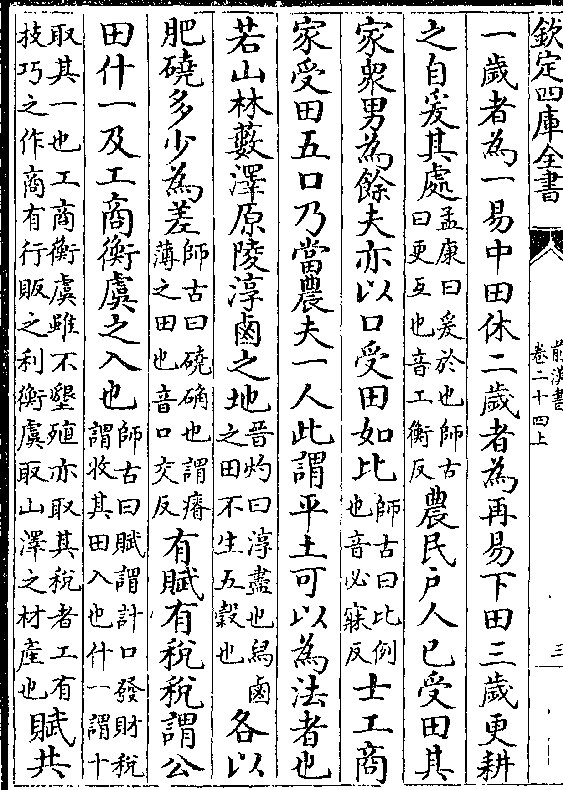 欽定四庫全書
前漢書
卷二十四上
三
一歲者為一易中田休二歲者為再易下田三歲更耕
之自爰其處孟康曰爰於也師古
曰更互也音工衡反農民户人已受田其
家衆男為餘夫亦以口受田如比師古曰比例
也音必寐反士工商
家受田五口乃當農夫一人此謂平土可以為法者也
若山林藪澤原陵淳鹵之地晉灼曰淳盡也舄鹵
之田不生五穀也各以
肥磽多少為差師古曰磽确也謂瘠
薄之田也音口交反有賦有稅稅謂公
田什一及工商衡虞之入也師古曰賦謂計口發財稅
謂收其田入也什一謂十
取其一也工商衡虞雖不墾殖亦取其稅者工有
技巧之作商有行販之利衡虞取山澤之材產也賦共